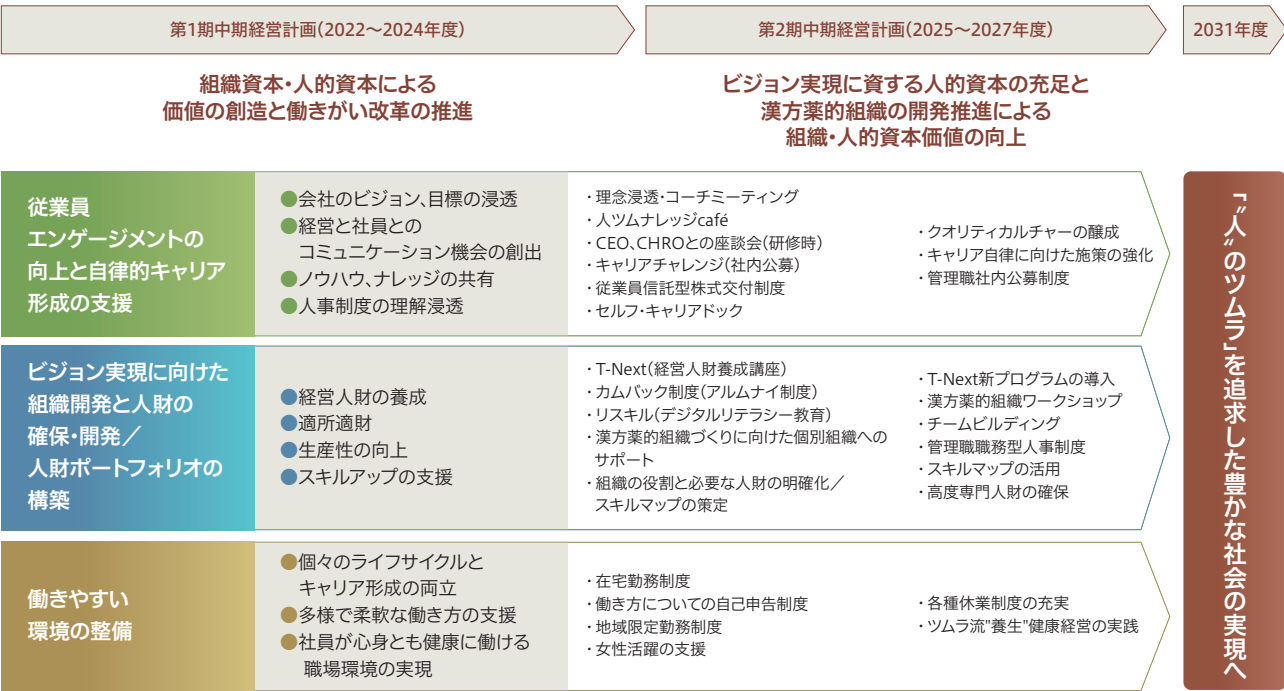 第1期中期経営計画(2022～2024年度)
第2期中期経営計画(2025～2027年度)
2031年度
組織資本・人的資本による
価値の創造と働きがい改革の推進
ビジョン実現に資する人的資本の充足と
漢方薬的組織の開発推進による
組織・人的資本価値の向上
従業員
エンゲージメントの
向上と自律的キャリア
形成の支援
●会社のビジョン、目標の浸透
●経営と社員との
コミュニケーション機会の創出
●ノウハウ、ナレッジの共有
●人事制度の理解浸透
・理念浸透・コーチミーティング
・人ツムナレッジcafé
・CEO、CHROとの座談会(研修時)
・キャリアチャレンジ(社内公募)
・従業員信託型株式交付制度
・セルフ・キャリアドック
・クオリティカルチャーの醸成
・キャリア自律に向けた施策の強化
・管理職社内公募制度
ビジョン実現に向けた
組織開発と人財の
確保・開発／
人財ポートフォリオの
構築
●経営人財の養成
●適所適財
●生産性の向上
●スキルアップの支援
・T-Next(経営人財養成講座)
・カムバック制度(アルムナイ制度)
・リスキル(デジタルリテラシー教育)
・漢方薬的組織づくりに向けた個別組織への
サポート
・組織の役割と必要な人財の明確化／
スキルマップの策定
・T-Next新プログラムの導入
・漢方薬的組織ワークショップ
・チームビルディング
・管理職職務型人事制度
・スキルマップの活用
・高度専門人財の確保
働きやすい
環境の整備
●個々のライフサイクルと
キャリア形成の両立
●多様で柔軟な働き方の支援
●社員が心身とも健康に働ける
職場環境の実現
・在宅勤務制度
・働き方についての自己申告制度
・地域限定勤務制度
・女性活躍の支援
・各種休業制度の充実
・ツムラ流"養生"健康経営の実践
「“人”のツムラ」を追求した豊かな社会の実現へ